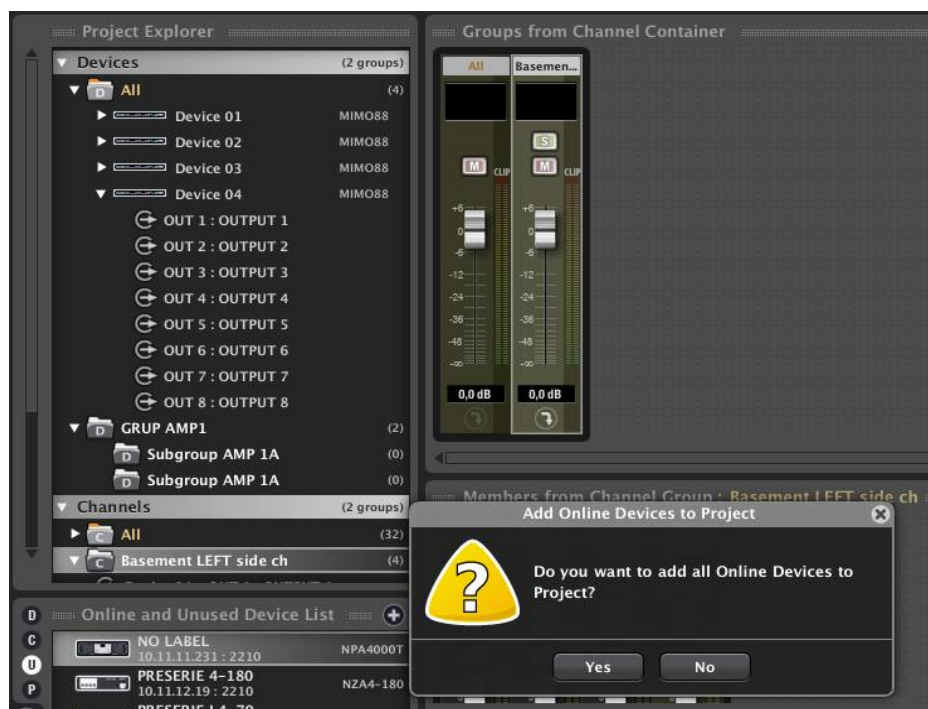 Project Explorer
Devices (2 groups)
D All (4)
Device 01 MIMO88
Device 02 MIMO88
Device 03 MIMO88
Device 04 MIMO88
OUT 1 : OUTPUT 1
OUT 2 : OUTPUT 2
OUT 3 : OUTPUT 3
OUT 4 : OUTPUT 4
OUT 5 : OUTPUT 5
OUT 6 : OUTPUT 6
OUT 7 : OUTPUT 7
OUT 8 : OUTPUT 8
D GRUP AMP1 (2)
D Subgroup AMP 1A (0)
D Subgroup AMP 1A (0)
Channels (2 groups)
C All (32)
C Basement LEFT side ch (4)
D
C
U
P
Online and Unused Device List
NO LABEL NPA4000T
10.11.11.231 : 2210
PRESERIE 4-180 NZA4-180
10.11.12.19 : 2210
Groups from Channel Container
All Basemen...
S
M CLIP M CLIP
+6 +6
0 0
-6 -6
-12 -12
-24 -24
-36 -36
-48 -48
-∞ -∞
0,0 dB 0,0 dB
Members from Channel Group : Basement LEFT side ch
Add Online Devices to Project
Do you want to add all Online Devices to
Project?
Yes No